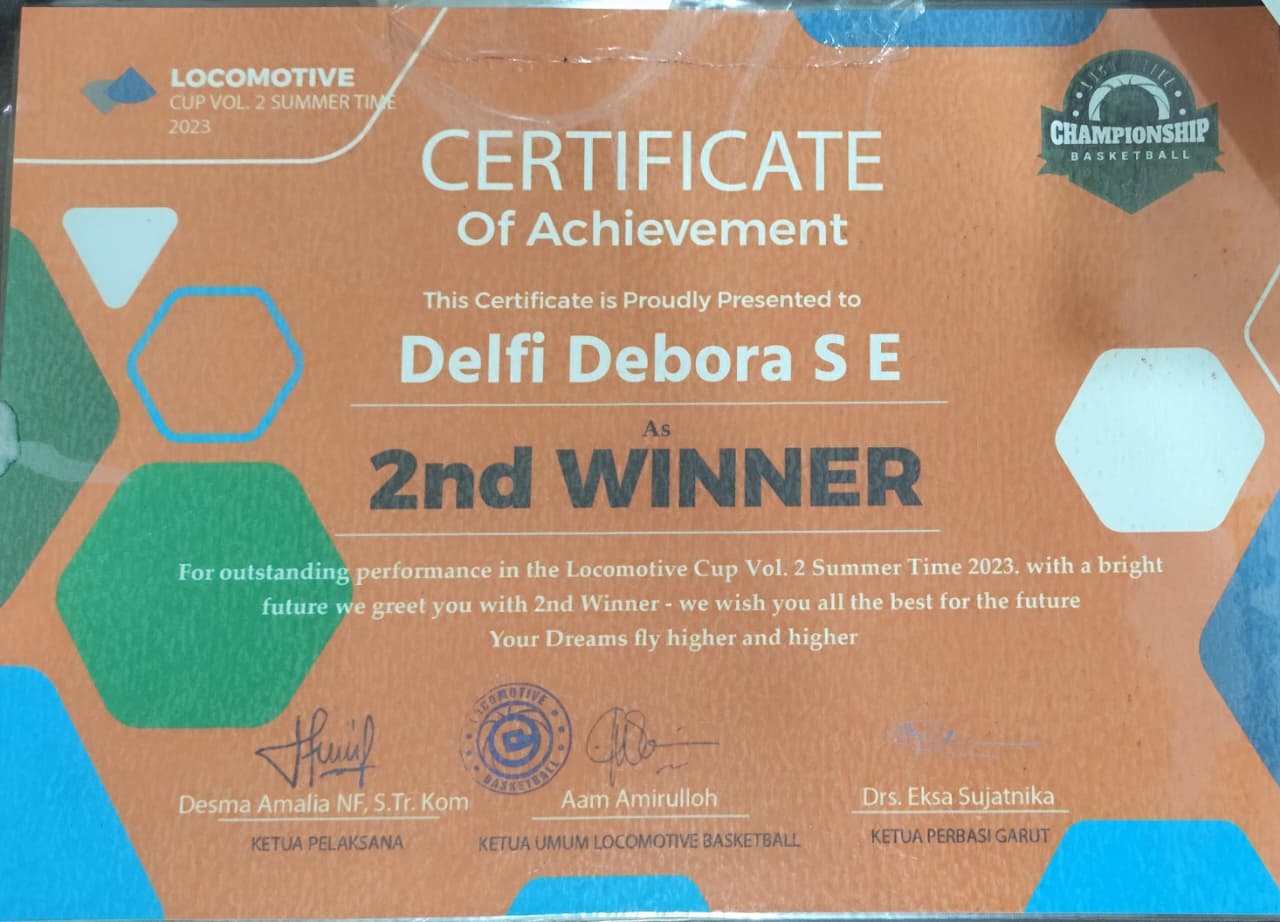 LOCOMOTIVE
CUP VOL. 2 SUMMER TIME
2023
CHAMPIONSHIP
BASKETBALL
CERTIFICATE
Of Achievement
This Certificate is Proudly Presented to
Delfi Debora S E
As
2nd WINNER
For outstanding performance in the Locomotive Cup Vol. 2 Summer Time 2023. with a bright
future we greet you with 2nd Winner - we wish you all the best for the future
Your Dreams fly higher and higher
LOCOMOTIVE
BASKETBALL
Desma Amalia NF, S.Tr. Kom
Aam Amirulloh
Drs. Eksa Sujatnika
KETUA PELAKSANA
KETUA UMUM LOCOMOTIVE BASKETBALL
KETUA PERBASI GARUT